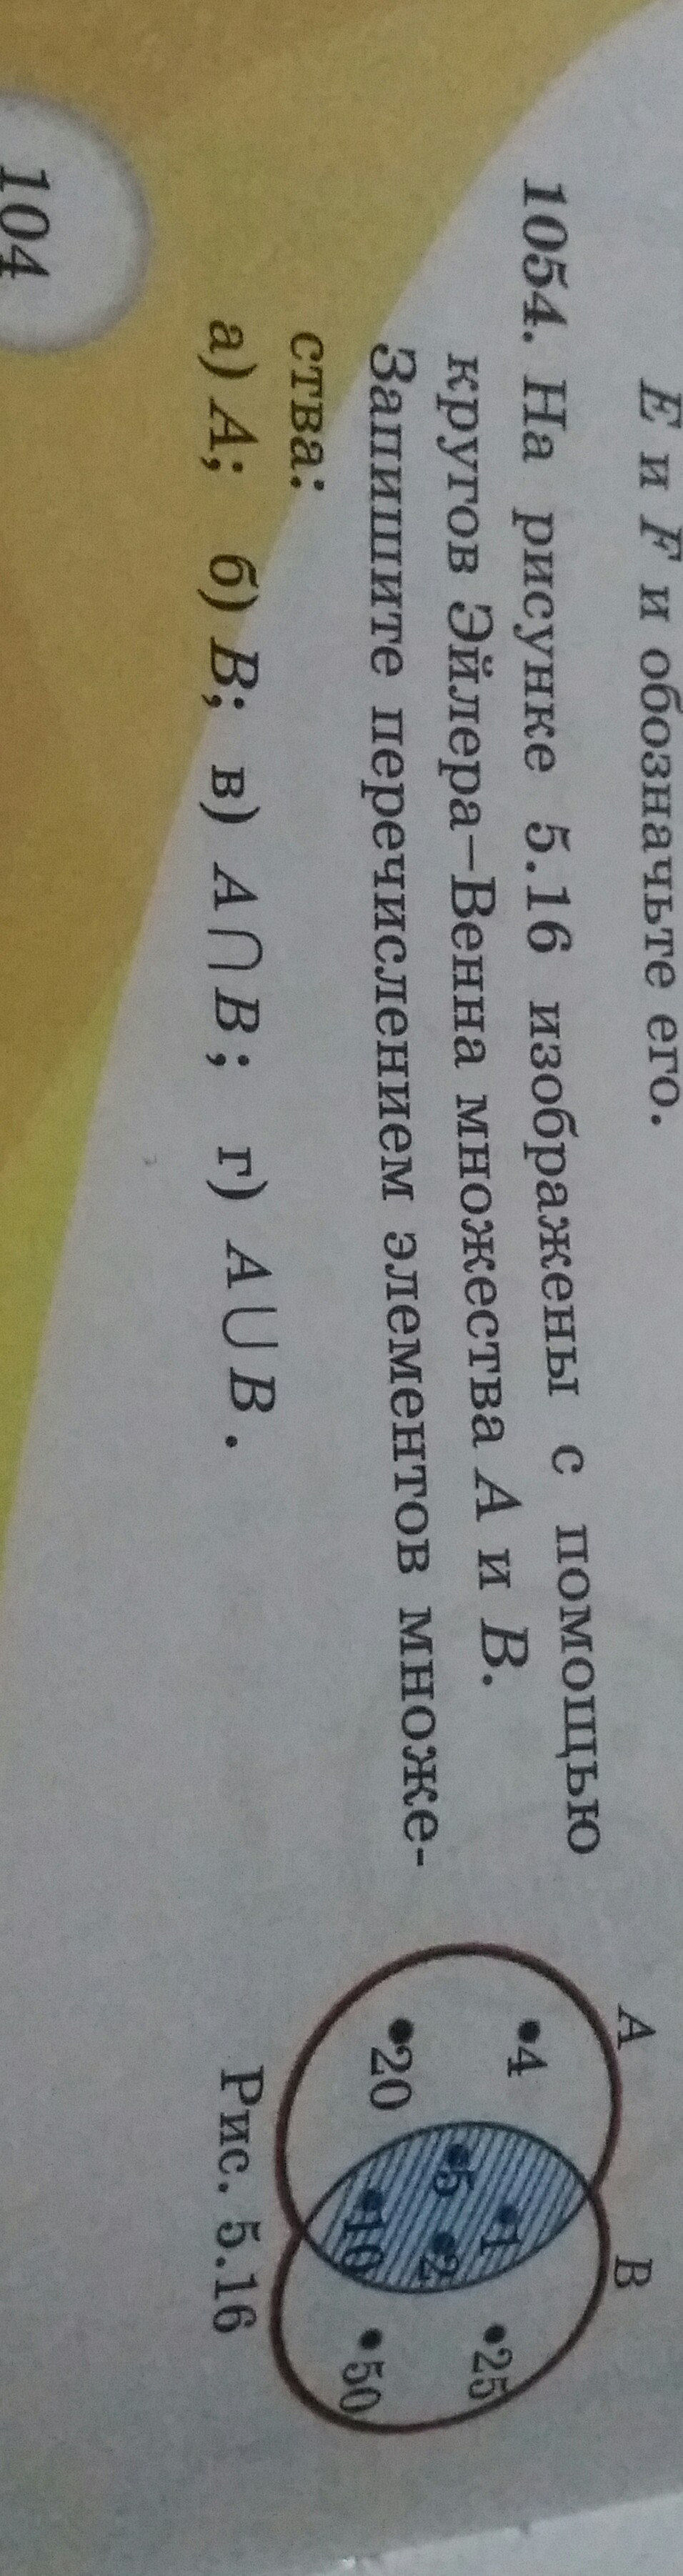 E и F и обозначьте его.
1054. На рисунке 5.16 изображены с помощью
кругов Эйлера–Венна множества A и B.
Запишите перечислением элементов множе-
ства:
а) A; б) B; в) A∩B; г) A∪B.
A B
•4 •1 •25
•5 •2
•20 •10 •50
Рис. 5.16
104